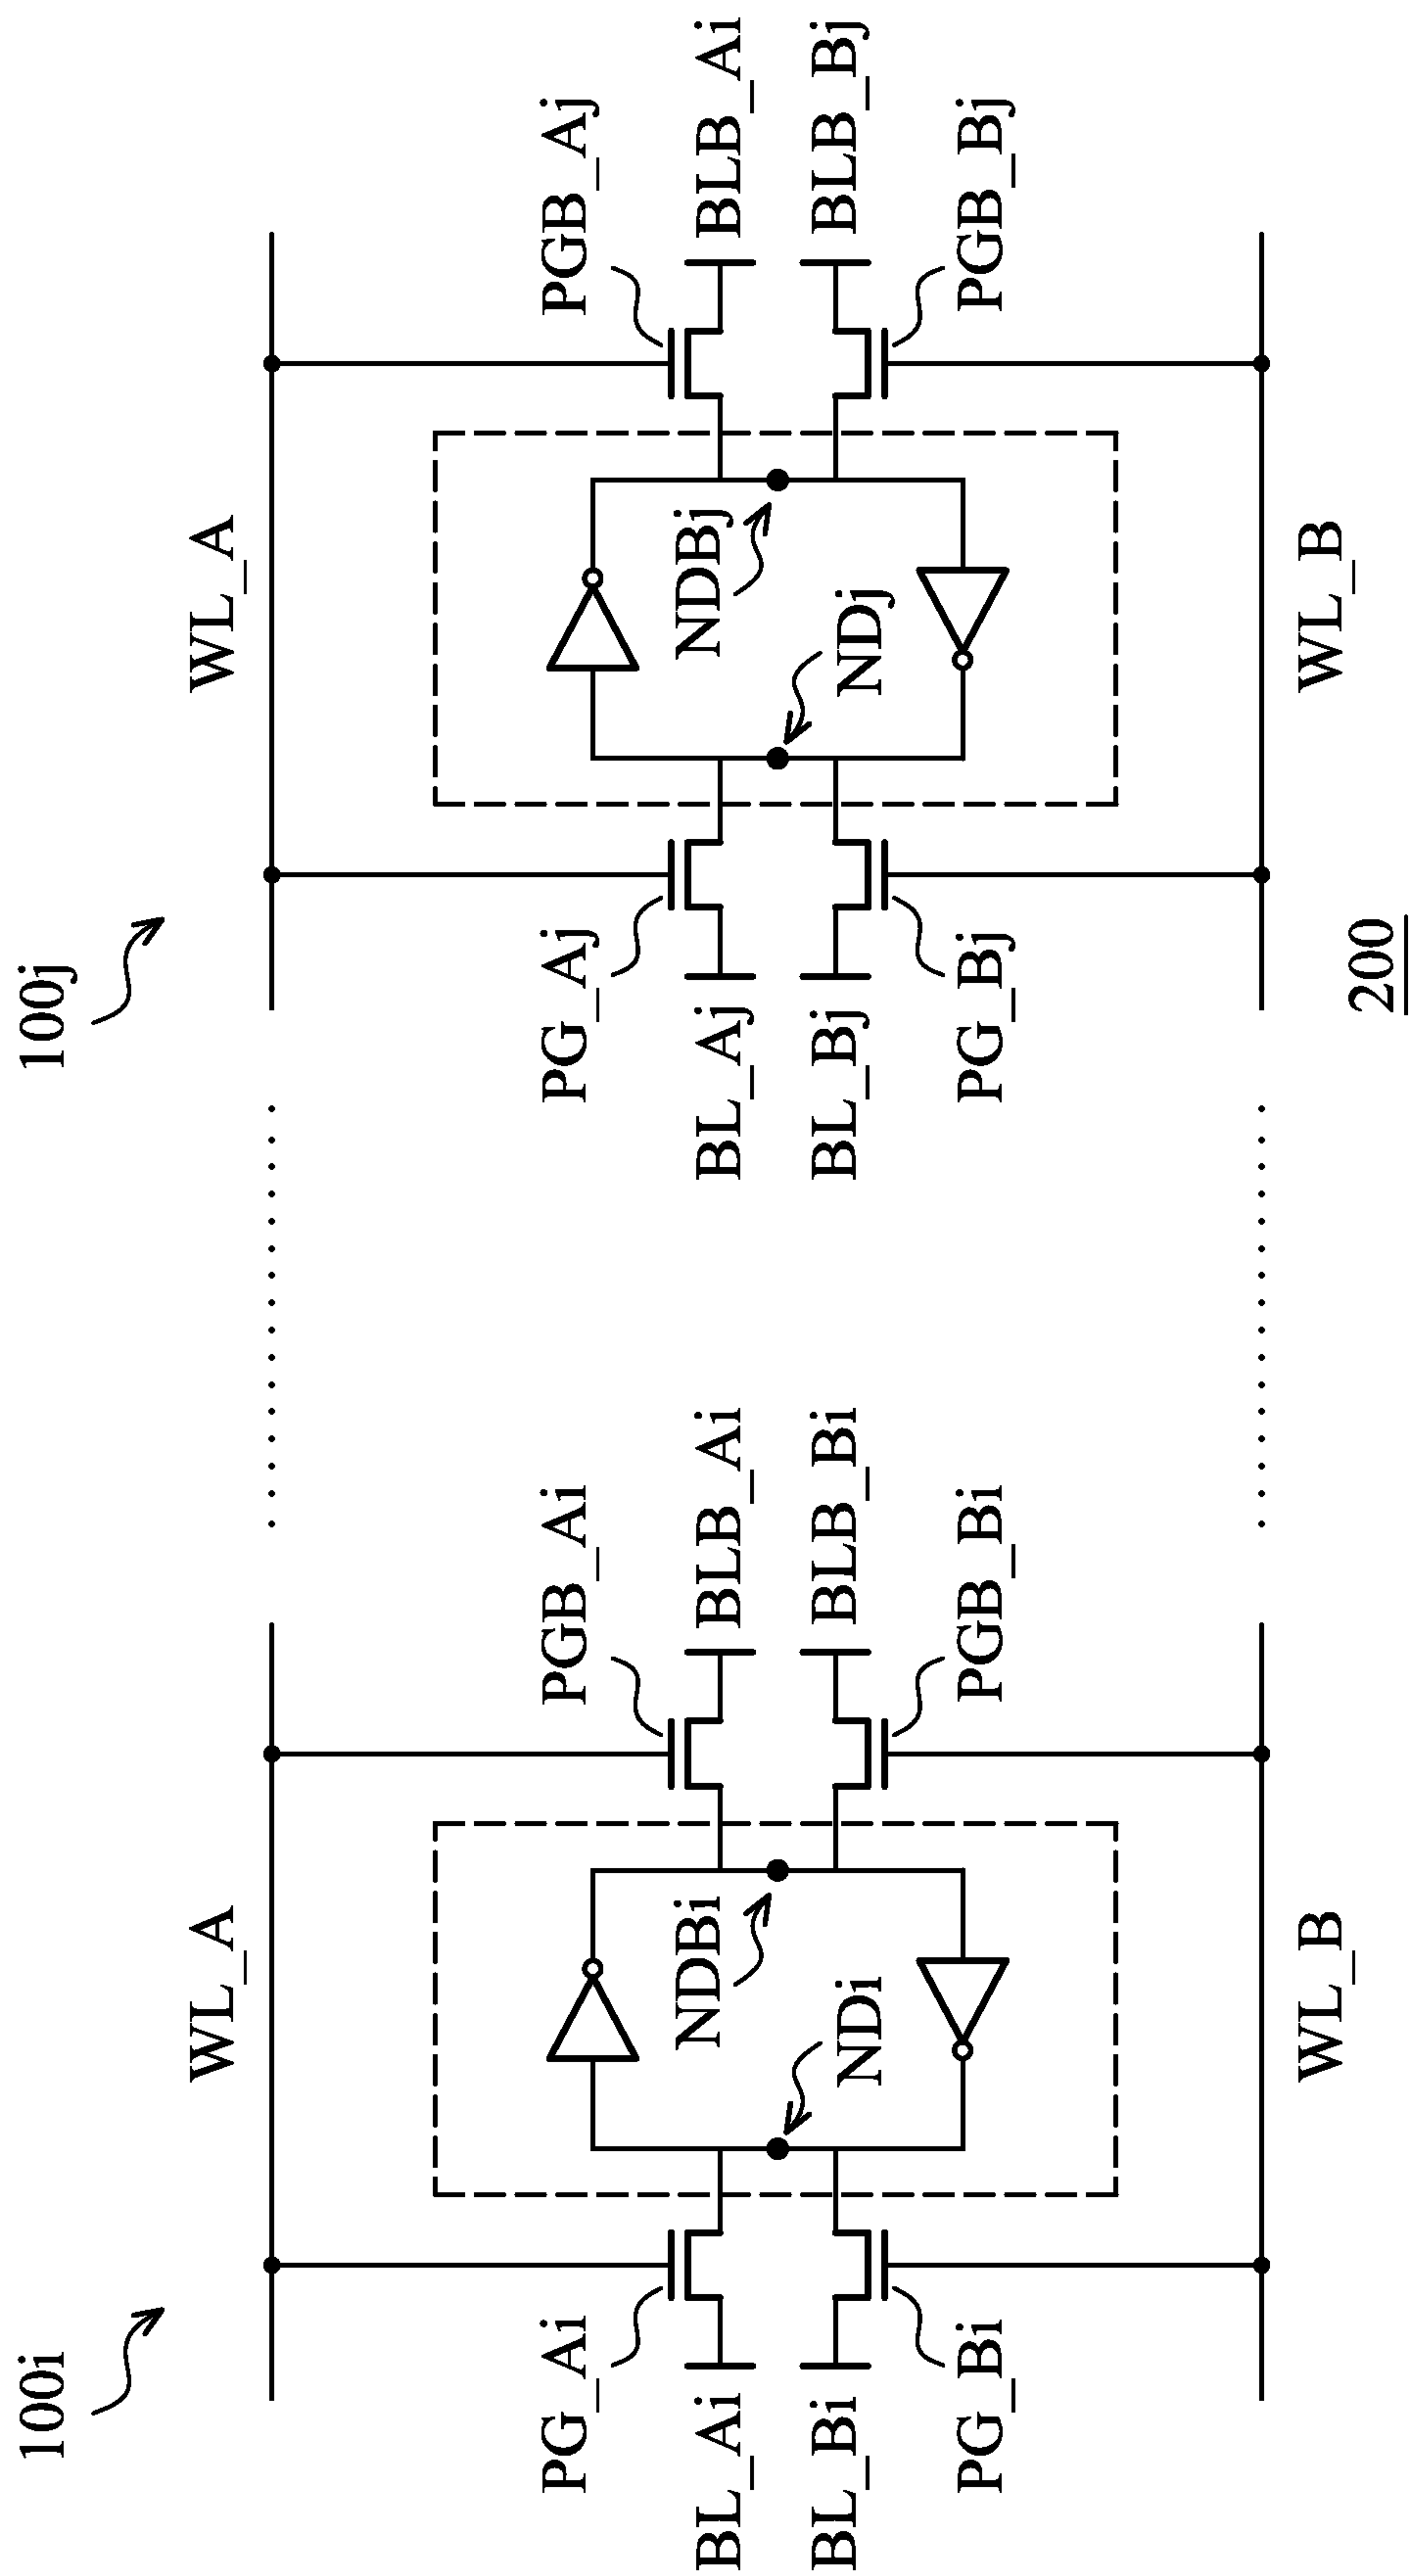 100i
100j
WL_A
WL_A
PG_Ai
PGB_Ai
PG_Aj
PGB_Aj
BL_Ai
NDBi
BLB_Ai
BL_Aj
NDBj
BLB_Ai
BL_Bi
NDi
BLB_Bi
BL_Bj
NDj
BLB_Bj
PG_Bi
PGB_Bi
PG_Bj
PGB_Bj
WL_B
WL_B
200